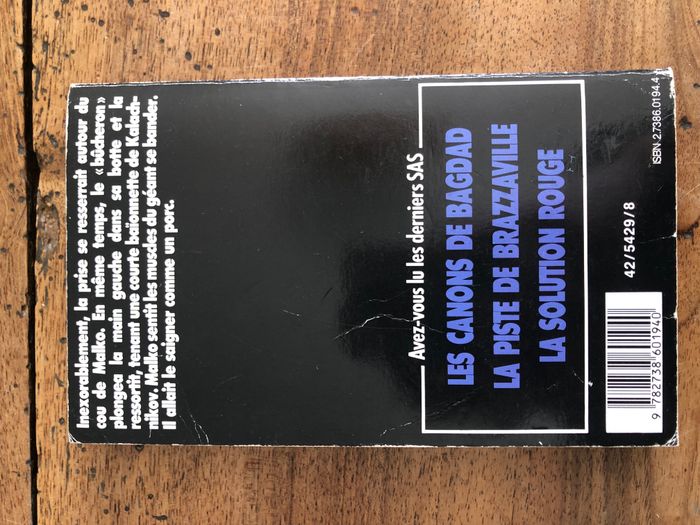 Inexorablement, la prise se resserrait autour du
cou de Malko. En même temps, le «bûcheron»
plongea la main gauche dans sa botte et la
ressortit, tenant une courte baïonnette de Kalach-
nikov. Malko sentit les muscles du géant se bander.
Il allait le saigner comme un porc.
Avez-vous lu les derniers SAS
LES CANONS DE BAGDAD
LA PISTE DE BRAZZAVILLE
LA SOLUTION ROUGE
42/5429/8
ISBN 2.7386.0194.4
9 782738 601940